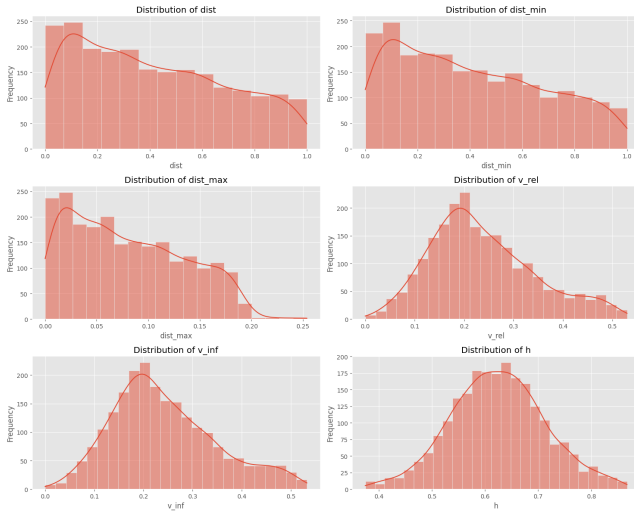 Distribution of dist
Frequency
250
200
150
100
50
0
0.0 0.2 0.4 0.6 0.8 1.0
dist
Distribution of dist_min
Frequency
250
200
150
100
50
0
0.0 0.2 0.4 0.6 0.8 1.0
dist_min
Distribution of dist_max
Frequency
250
200
150
100
50
0
0.00 0.05 0.10 0.15 0.20 0.25
dist_max
Distribution of v_rel
Frequency
200
150
100
50
0
0.0 0.1 0.2 0.3 0.4 0.5
v_rel
Distribution of v_inf
Frequency
200
150
100
50
0
0.0 0.1 0.2 0.3 0.4 0.5
v_inf
Distribution of h
Frequency
200
175
150
125
100
75
50
25
0
0.4 0.5 0.6 0.7 0.8
h